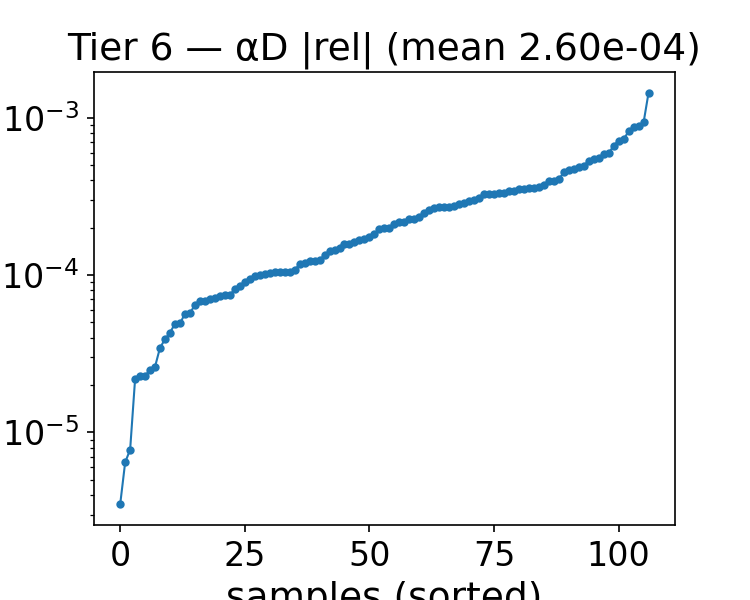 Tier 6 — αD |rel| (mean 2.60e-04)
10⁻³
10⁻⁴
10⁻⁵
0 25 50 75 100
samples (sorted)